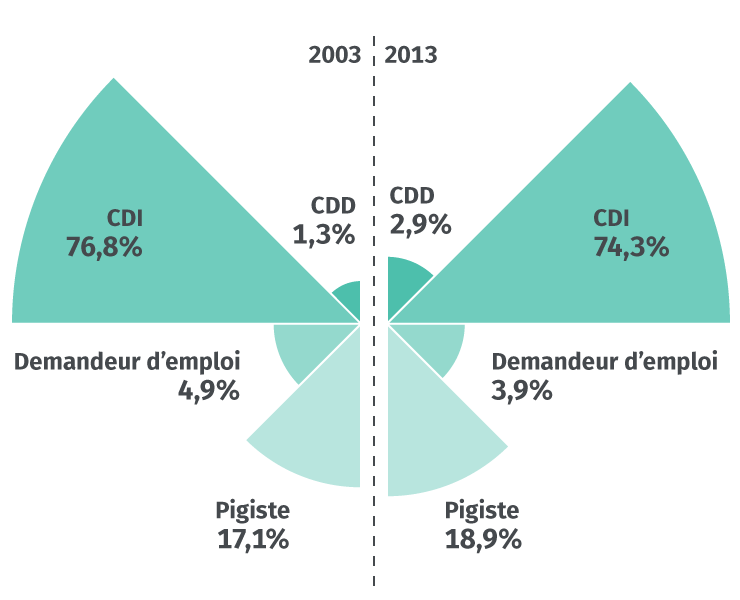 2003
2013
CDD
1,3%
CDD
2,9%
CDI
76,8%
CDI
74,3%
Demandeur d’emploi
4,9%
Demandeur d’emploi
3,9%
Pigiste
17,1%
Pigiste
18,9%